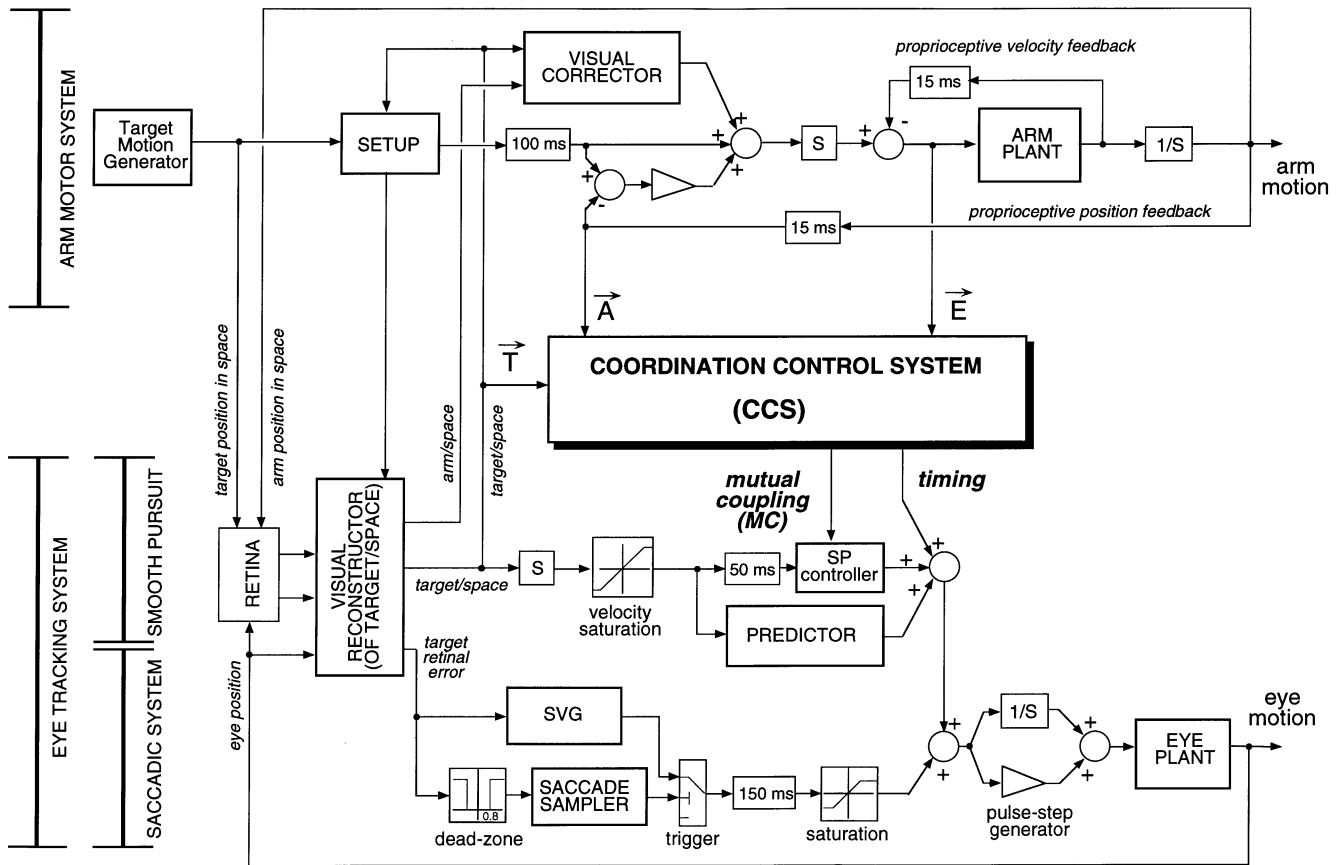 ARM MOTOR SYSTEM
Target
Motion
Generator
SETUP
VISUAL
CORRECTOR
100 ms
+
-
+
+
+
S
+
-
proprioceptive velocity feedback
15 ms
ARM
PLANT
1/S
arm
motion
proprioceptive position feedback
15 ms
A
E
T
COORDINATION CONTROL SYSTEM
(CCS)
target position in space
arm position in space
arm/space
target/space
mutual
coupling
(MC)
timing
EYE TRACKING SYSTEM
SMOOTH PURSUIT
SACCADIC SYSTEM
RETINA
VISUAL
RECONSTRUCTOR
(OF TARGET/SPACE)
target/space
S
velocity
saturation
50 ms
SP
controller
+
+
+
PREDICTOR
target
retinal
error
eye position
SVG
0.8
dead-zone
SACCADE
SAMPLER
trigger
150 ms
saturation
+
+
1/S
+
+
pulse-step
generator
EYE
PLANT
eye
motion